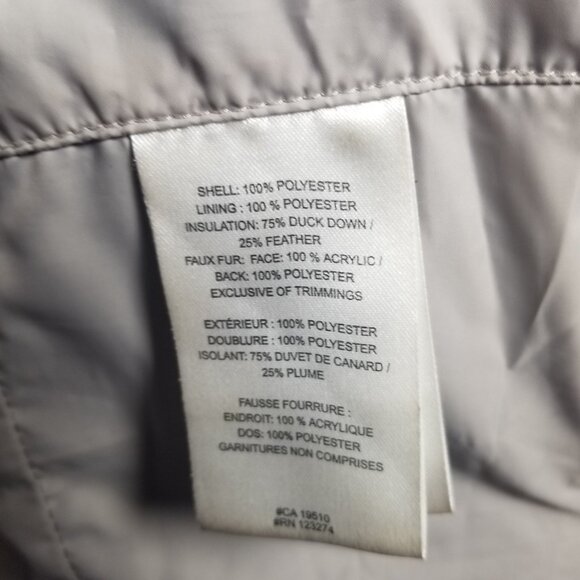 SHELL: 100% POLYESTER
LINING : 100 % POLYESTER
INSULATION: 75% DUCK DOWN /
25% FEATHER
FAUX FUR: FACE: 100 % ACRYLIC /
BACK: 100% POLYESTER
EXCLUSIVE OF TRIMMINGS
EXTÉRIEUR : 100% POLYESTER
DOUBLURE : 100% POLYESTER
ISOLANT: 75% DUVET DE CANARD /
25% PLUME
FAUSSE FOURRURE :
ENDROIT: 100 % ACRYLIQUE
DOS: 100% POLYESTER
GARNITURES NON COMPRISES
#CA 19510
#RN 123274